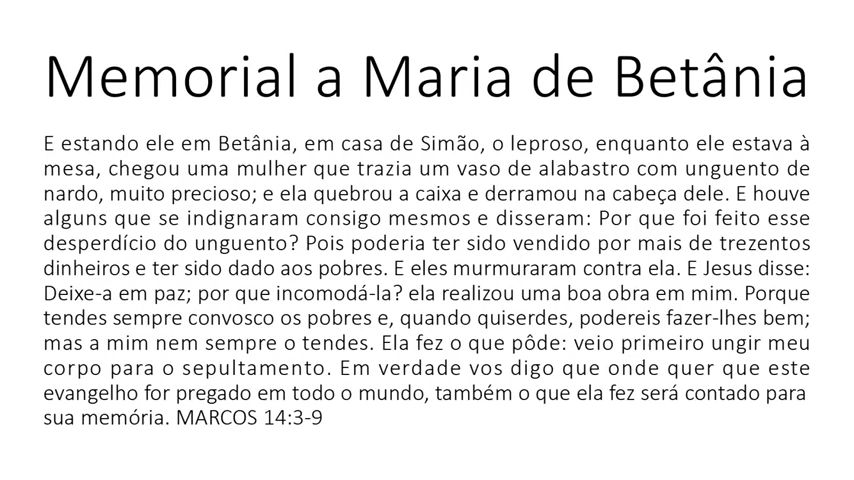 Memorial a Maria de Betânia
E estando ele em Betânia, em casa de Simão, o leproso, enquanto ele estava à
mesa, chegou uma mulher que trazia um vaso de alabastro com unguento de
nardo, muito precioso; e ela quebrou a caixa e derramou na cabeça dele. E houve
alguns que se indignaram consigo mesmos e disseram: Por que foi feito esse
desperdício do unguento? Pois poderia ter sido vendido por mais de trezentos
dinheiros e ter sido dado aos pobres. E eles murmuraram contra ela. E Jesus disse:
Deixe-a em paz; por que incomodá-la? ela realizou uma boa obra em mim. Porque
tendes sempre convosco os pobres e, quando quiserdes, podereis fazer-lhes bem;
mas a mim nem sempre o tendes. Ela fez o que pôde: veio primeiro ungir meu
corpo para o sepultamento. Em verdade vos digo que onde quer que este
evangelho for pregado em todo o mundo, também o que ela fez será contado para
sua memória. MARCOS 14:3-9